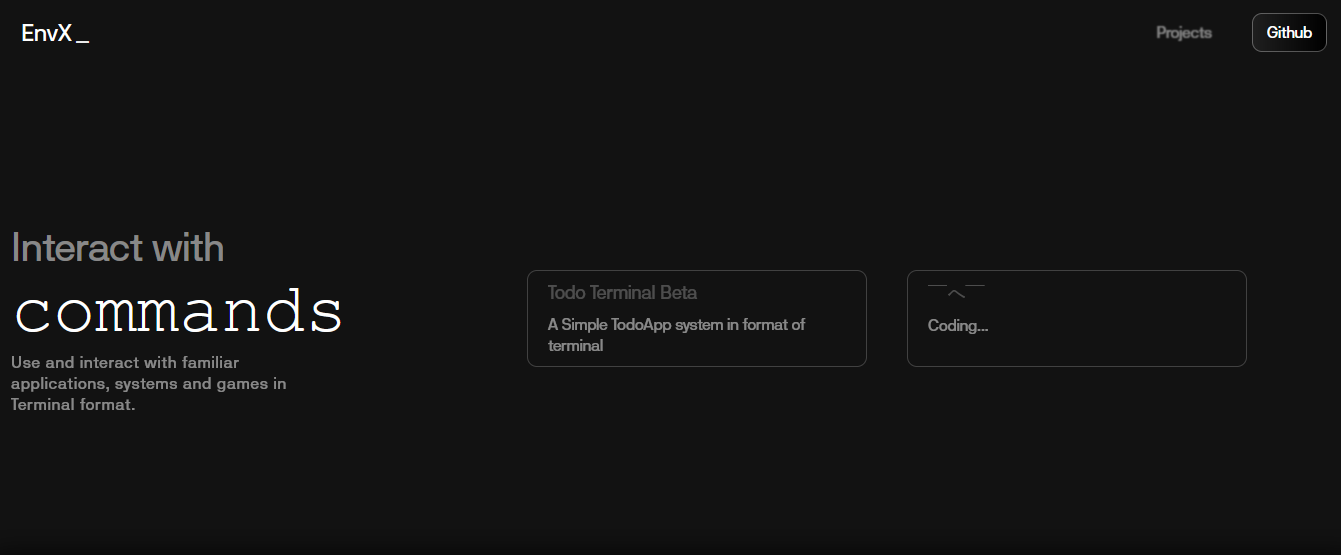 EnvX _
Projects
Github
Interact with
commands
Use and interact with familiar
applications, systems and games in
Terminal format.
Todo Terminal Beta
A Simple TodoApp system in format of
terminal
￣へ￣
Coding...